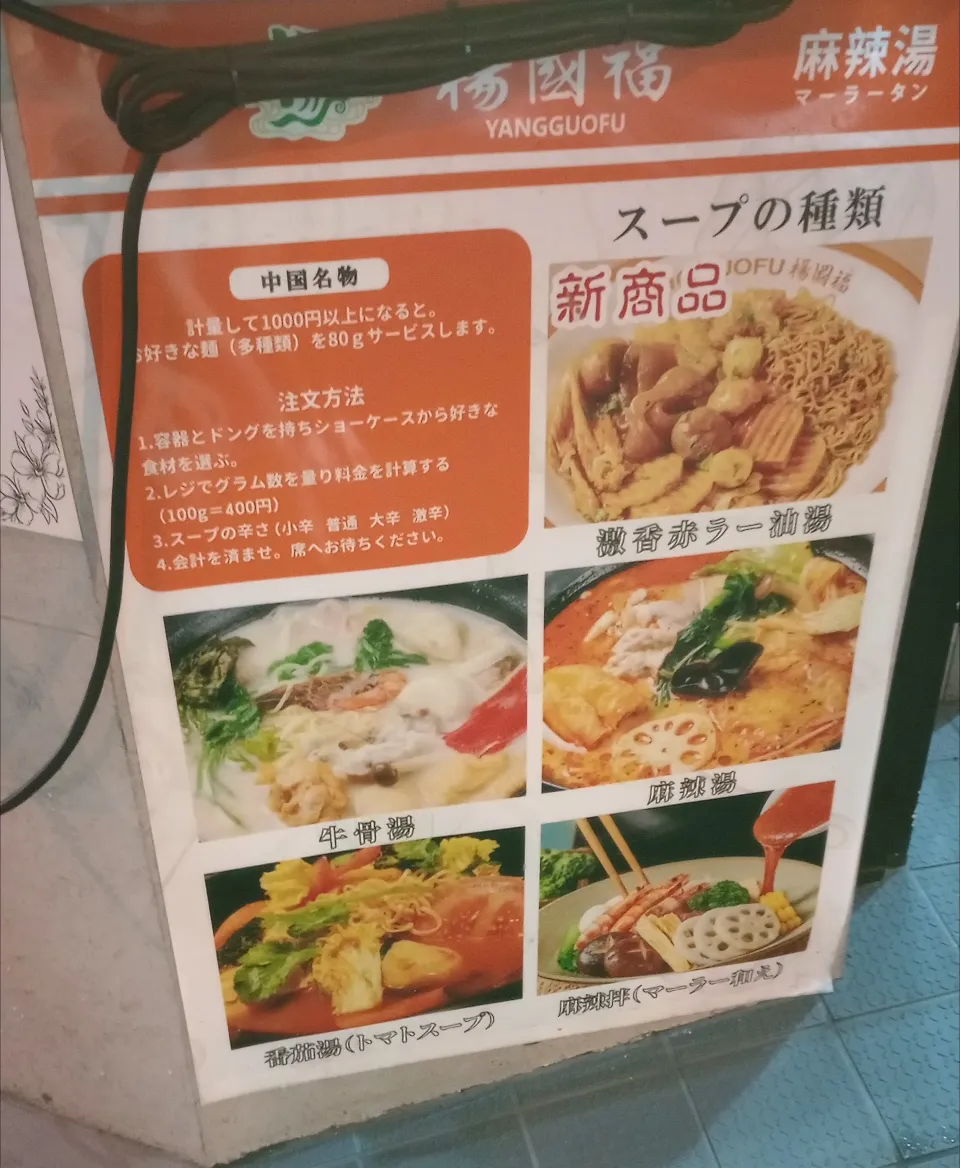 楊國福
YANGGUOFU
麻辣湯
マーラータン
中国名物
計量して1000円以上になると。
お好きな麺（多種類）を80gサービスします。
注文方法
1.容器とドングを持ちショーケースから好きな
食材を選ぶ。
2.レジでグラム数を量り料金を計算する
（100g＝400円）
3.スープの辛さ（小辛 普通 大辛 激辛）
4.会計を済ませ。席へお待ちください。
スープの種類
新商品
UOFU 楊國福
激香赤ラー油湯
牛骨湯
麻辣湯
番茄湯（トマトスープ）
麻辣拌（マーラー和え）